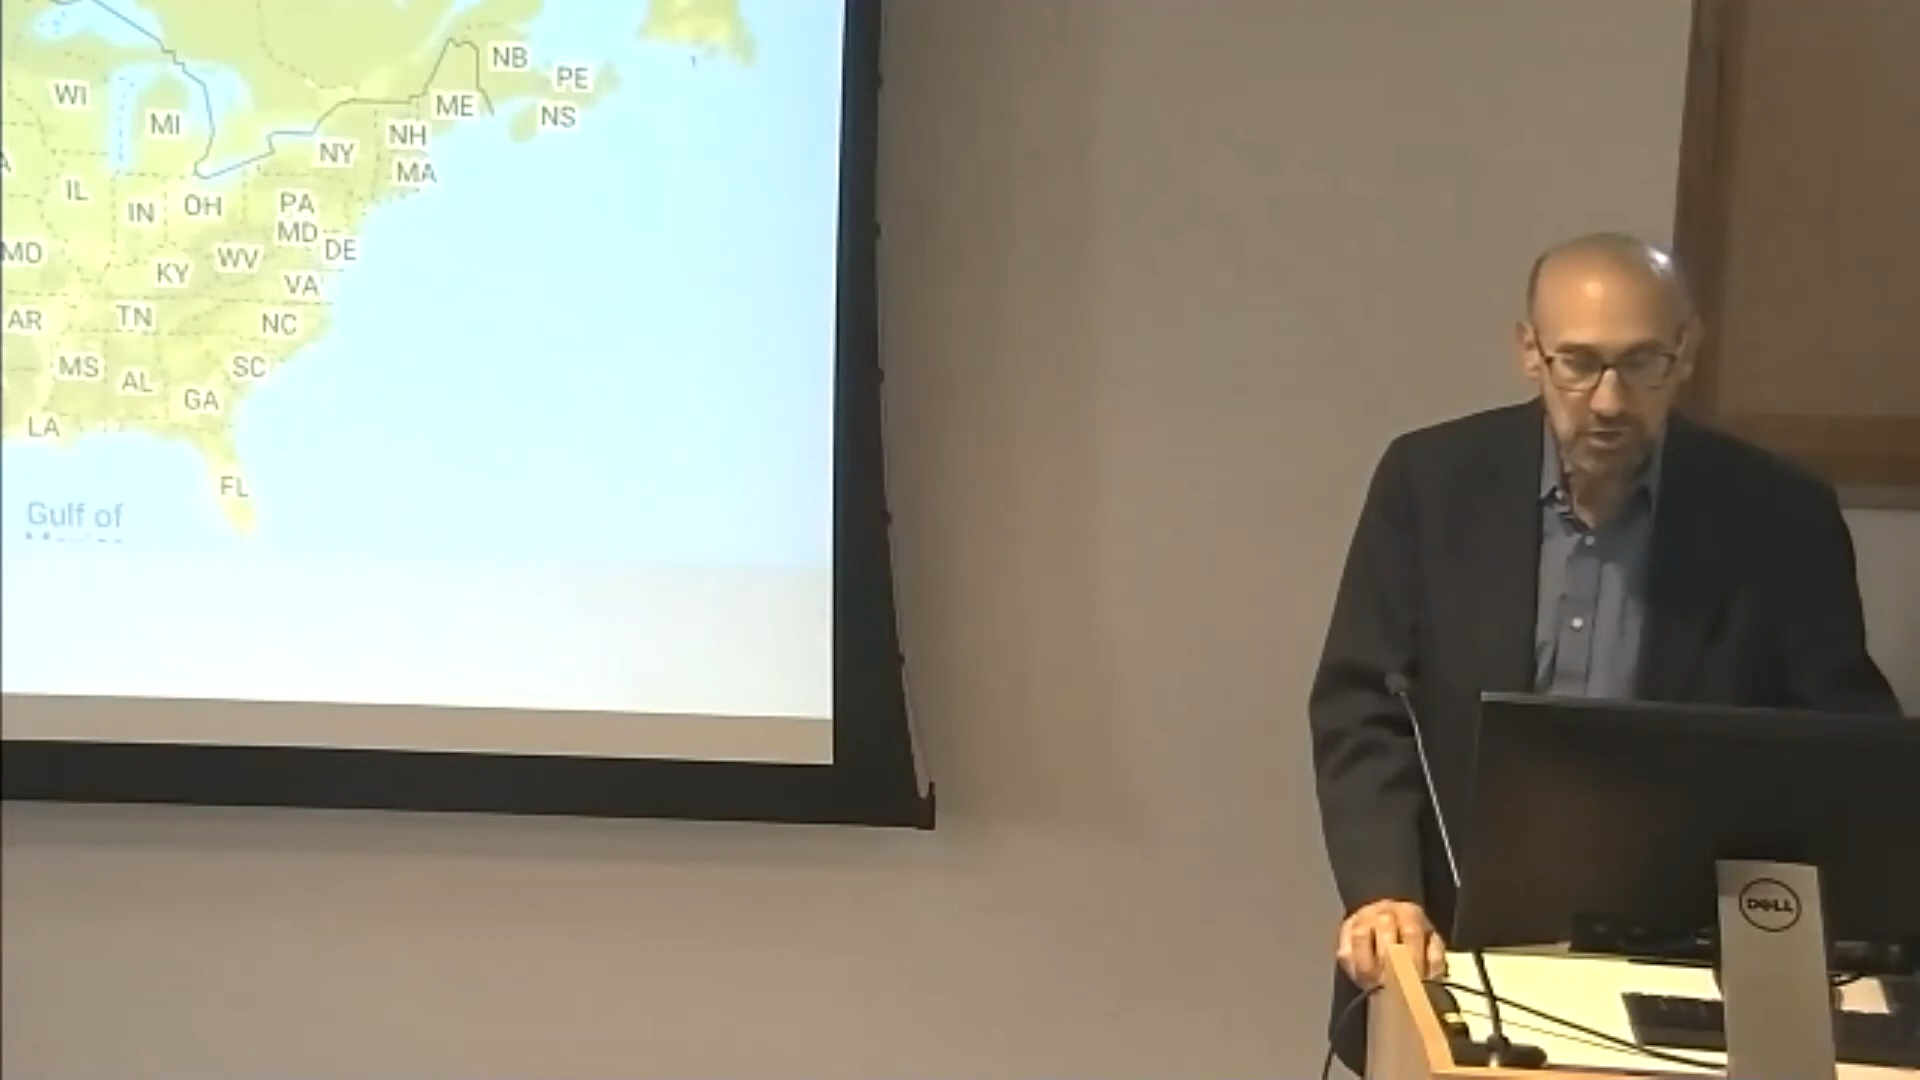 NB
PE
WI
ME
NS
MI
NH
NY
MA
IL
IN
OH
PA
MD
DE
MO
WV
KY
VA
AR
TN
NC
MS
AL
SC
GA
LA
FL
Gulf of
DELL